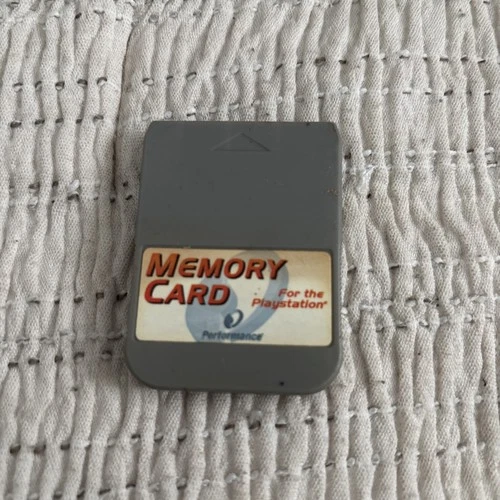 MEMORY
CARD
For the
Playstation®
Performance